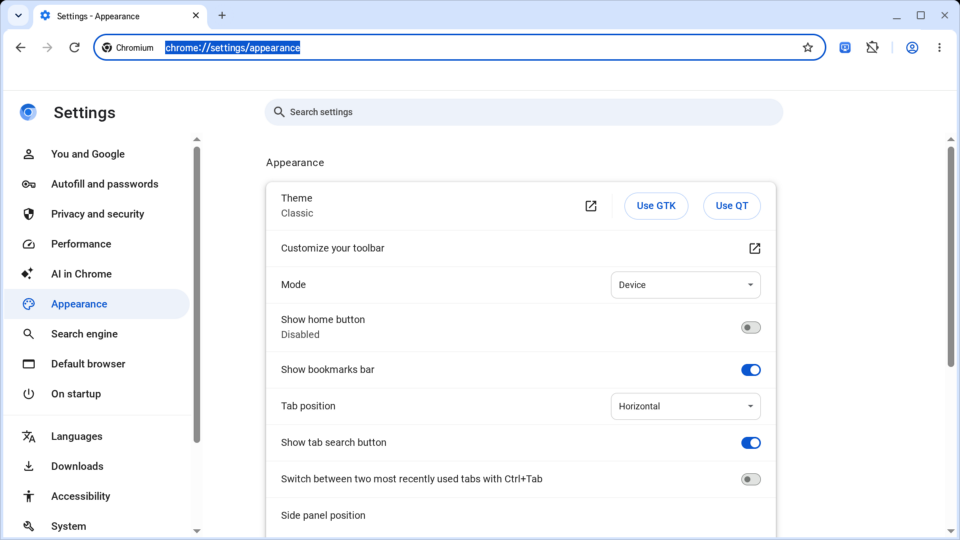 Settings - Appearance
Chromium
chrome://settings/appearance
Settings
Search settings
You and Google
Autofill and passwords
Privacy and security
Performance
AI in Chrome
Appearance
Search engine
Default browser
On startup
Languages
Downloads
Accessibility
System
Appearance
Theme
Classic
Use GTK
Use QT
Customize your toolbar
Mode
Device
Show home button
Disabled
Show bookmarks bar
Tab position
Horizontal
Show tab search button
Switch between two most recently used tabs with Ctrl+Tab
Side panel position